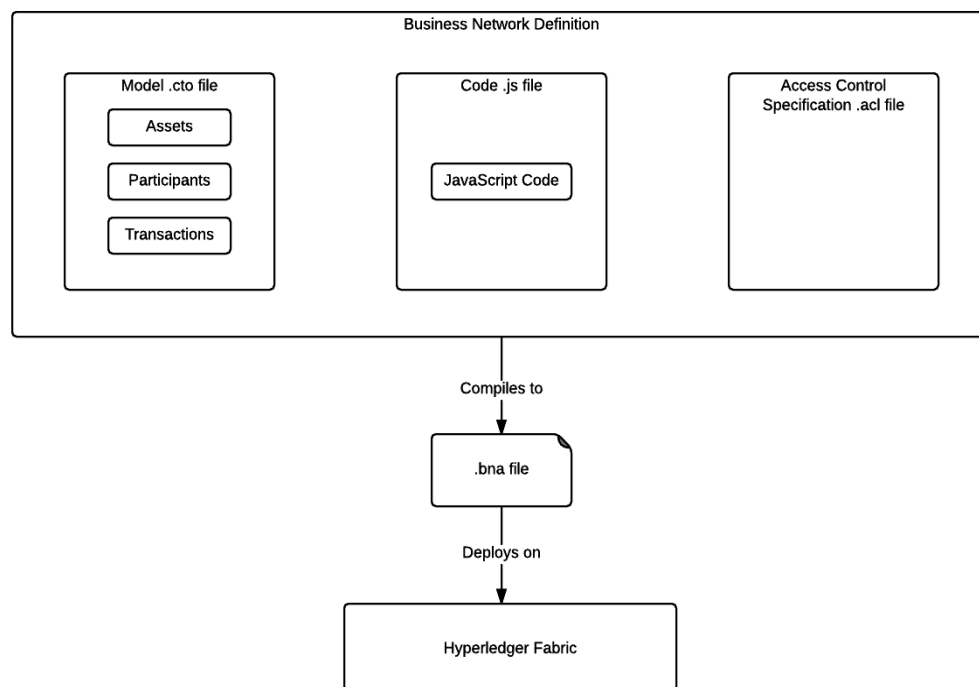 Business Network Definition
Model .cto file
Assets
Participants
Transactions
Code .js file
JavaScript Code
Access Control
Specification .acl file
Compiles to
.bna file
Deploys on
Hyperledger Fabric